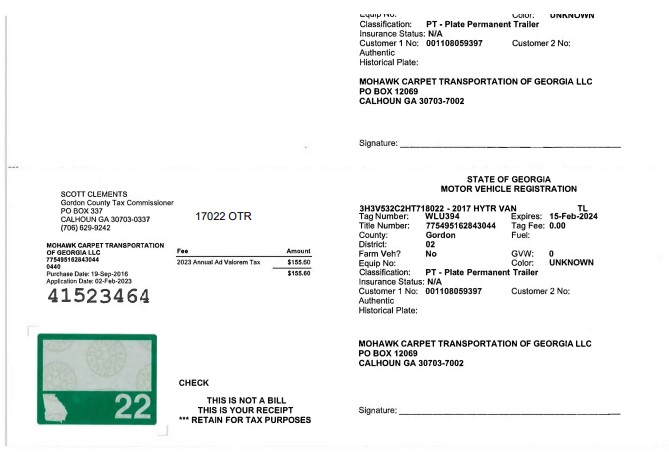 Equip No: Color: UNKNOWN
Classification: PT - Plate Permanent Trailer
Insurance Status: N/A
Customer 1 No: 001108059397 Customer 2 No:
Authentic
Historical Plate:
MOHAWK CARPET TRANSPORTATION OF GEORGIA LLC
PO BOX 12069
CALHOUN GA 30703-7002
Signature:
SCOTT CLEMENTS
Gordon County Tax Commissioner
PO BOX 337
CALHOUN GA 30703-0337
(706) 629-9242
17022 OTR
MOHAWK CARPET TRANSPORTATION
OF GEORGIA LLC
775495162843044
0440
Purchase Date: 19-Sep-2016
Application Date: 02-Feb-2023
41523464
Fee Amount
2023 Annual Ad Valorem Tax $155.60
$155.60
22
CHECK
THIS IS NOT A BILL
THIS IS YOUR RECEIPT
*** RETAIN FOR TAX PURPOSES
STATE OF GEORGIA
MOTOR VEHICLE REGISTRATION
3H3V532C2HT718022 - 2017 HYTR VAN TL
Tag Number: WLU394 Expires: 15-Feb-2024
Title Number: 775495162843044 Tag Fee: 0.00
County: Gordon Fuel:
District: 02
Farm Veh? No GVW: 0
Equip No: Color: UNKNOWN
Classification: PT - Plate Permanent Trailer
Insurance Status: N/A
Customer 1 No: 001108059397 Customer 2 No:
Authentic
Historical Plate:
MOHAWK CARPET TRANSPORTATION OF GEORGIA LLC
PO BOX 12069
CALHOUN GA 30703-7002
Signature: